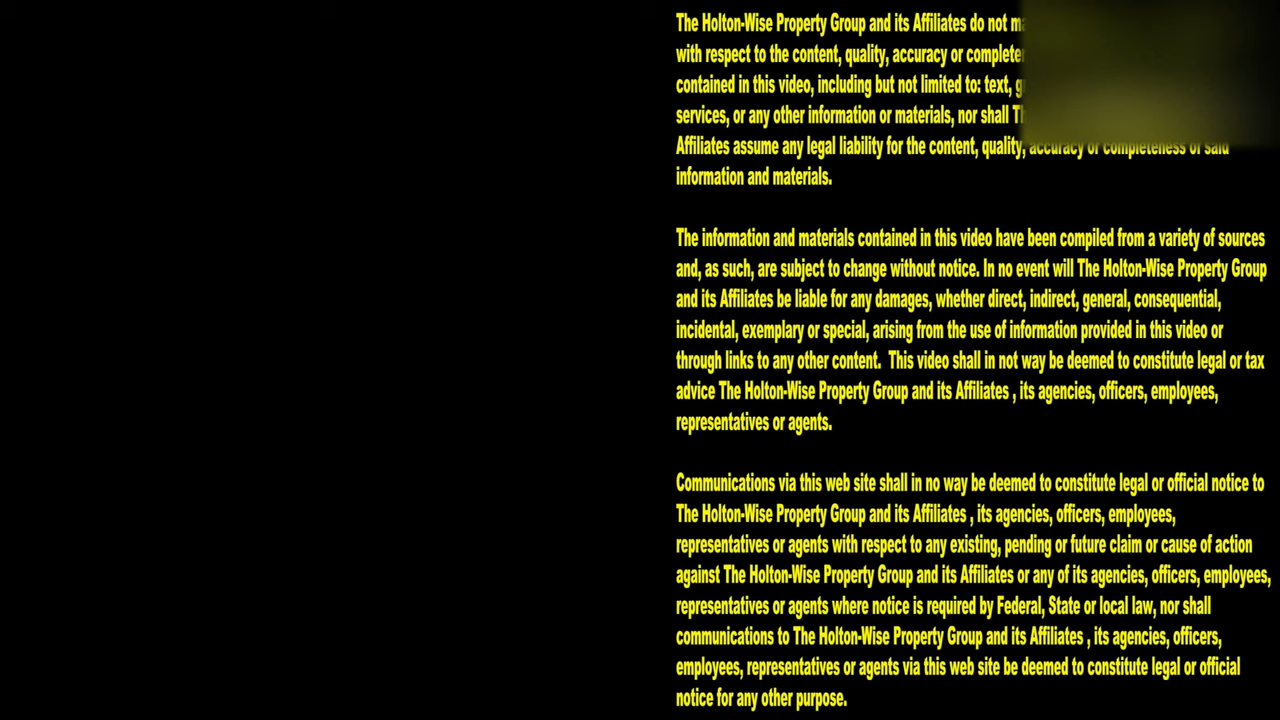 The Holton-Wise Property Group and its Affiliates do not
with respect to the content, quality, accuracy or
contained in this video, including but not limited to: text,
services, or any other information or materials, nor shall
Affiliates assume any legal liability for the content, quality, accuracy or completeness of said
information and materials.
The information and materials contained in this video have been compiled from a variety of sources
and, as such, are subject to change without notice. In no event will The Holton-Wise Property Group
and its Affiliates be liable for any damages, whether direct, indirect, general, consequential,
incidental, exemplary or special, arising from the use of information provided in this video or
through links to any other content. This video shall in not way be deemed to constitute legal or tax
advice The Holton-Wise Property Group and its Affiliates , its agencies, officers, employees,
representatives or agents.
Communications via this web site shall in no way be deemed to constitute legal or official notice to
The Holton-Wise Property Group and its Affiliates , its agencies, officers, employees,
representatives or agents with respect to any existing, pending or future claim or cause of action
against The Holton-Wise Property Group and its Affiliates or any of its agencies, officers, employees,
representatives or agents where notice is required by Federal, State or local law, nor shall
communications to The Holton-Wise Property Group and its Affiliates , its agencies, officers,
employees, representatives or agents via this web site be deemed to constitute legal or official
notice for any other purpose.